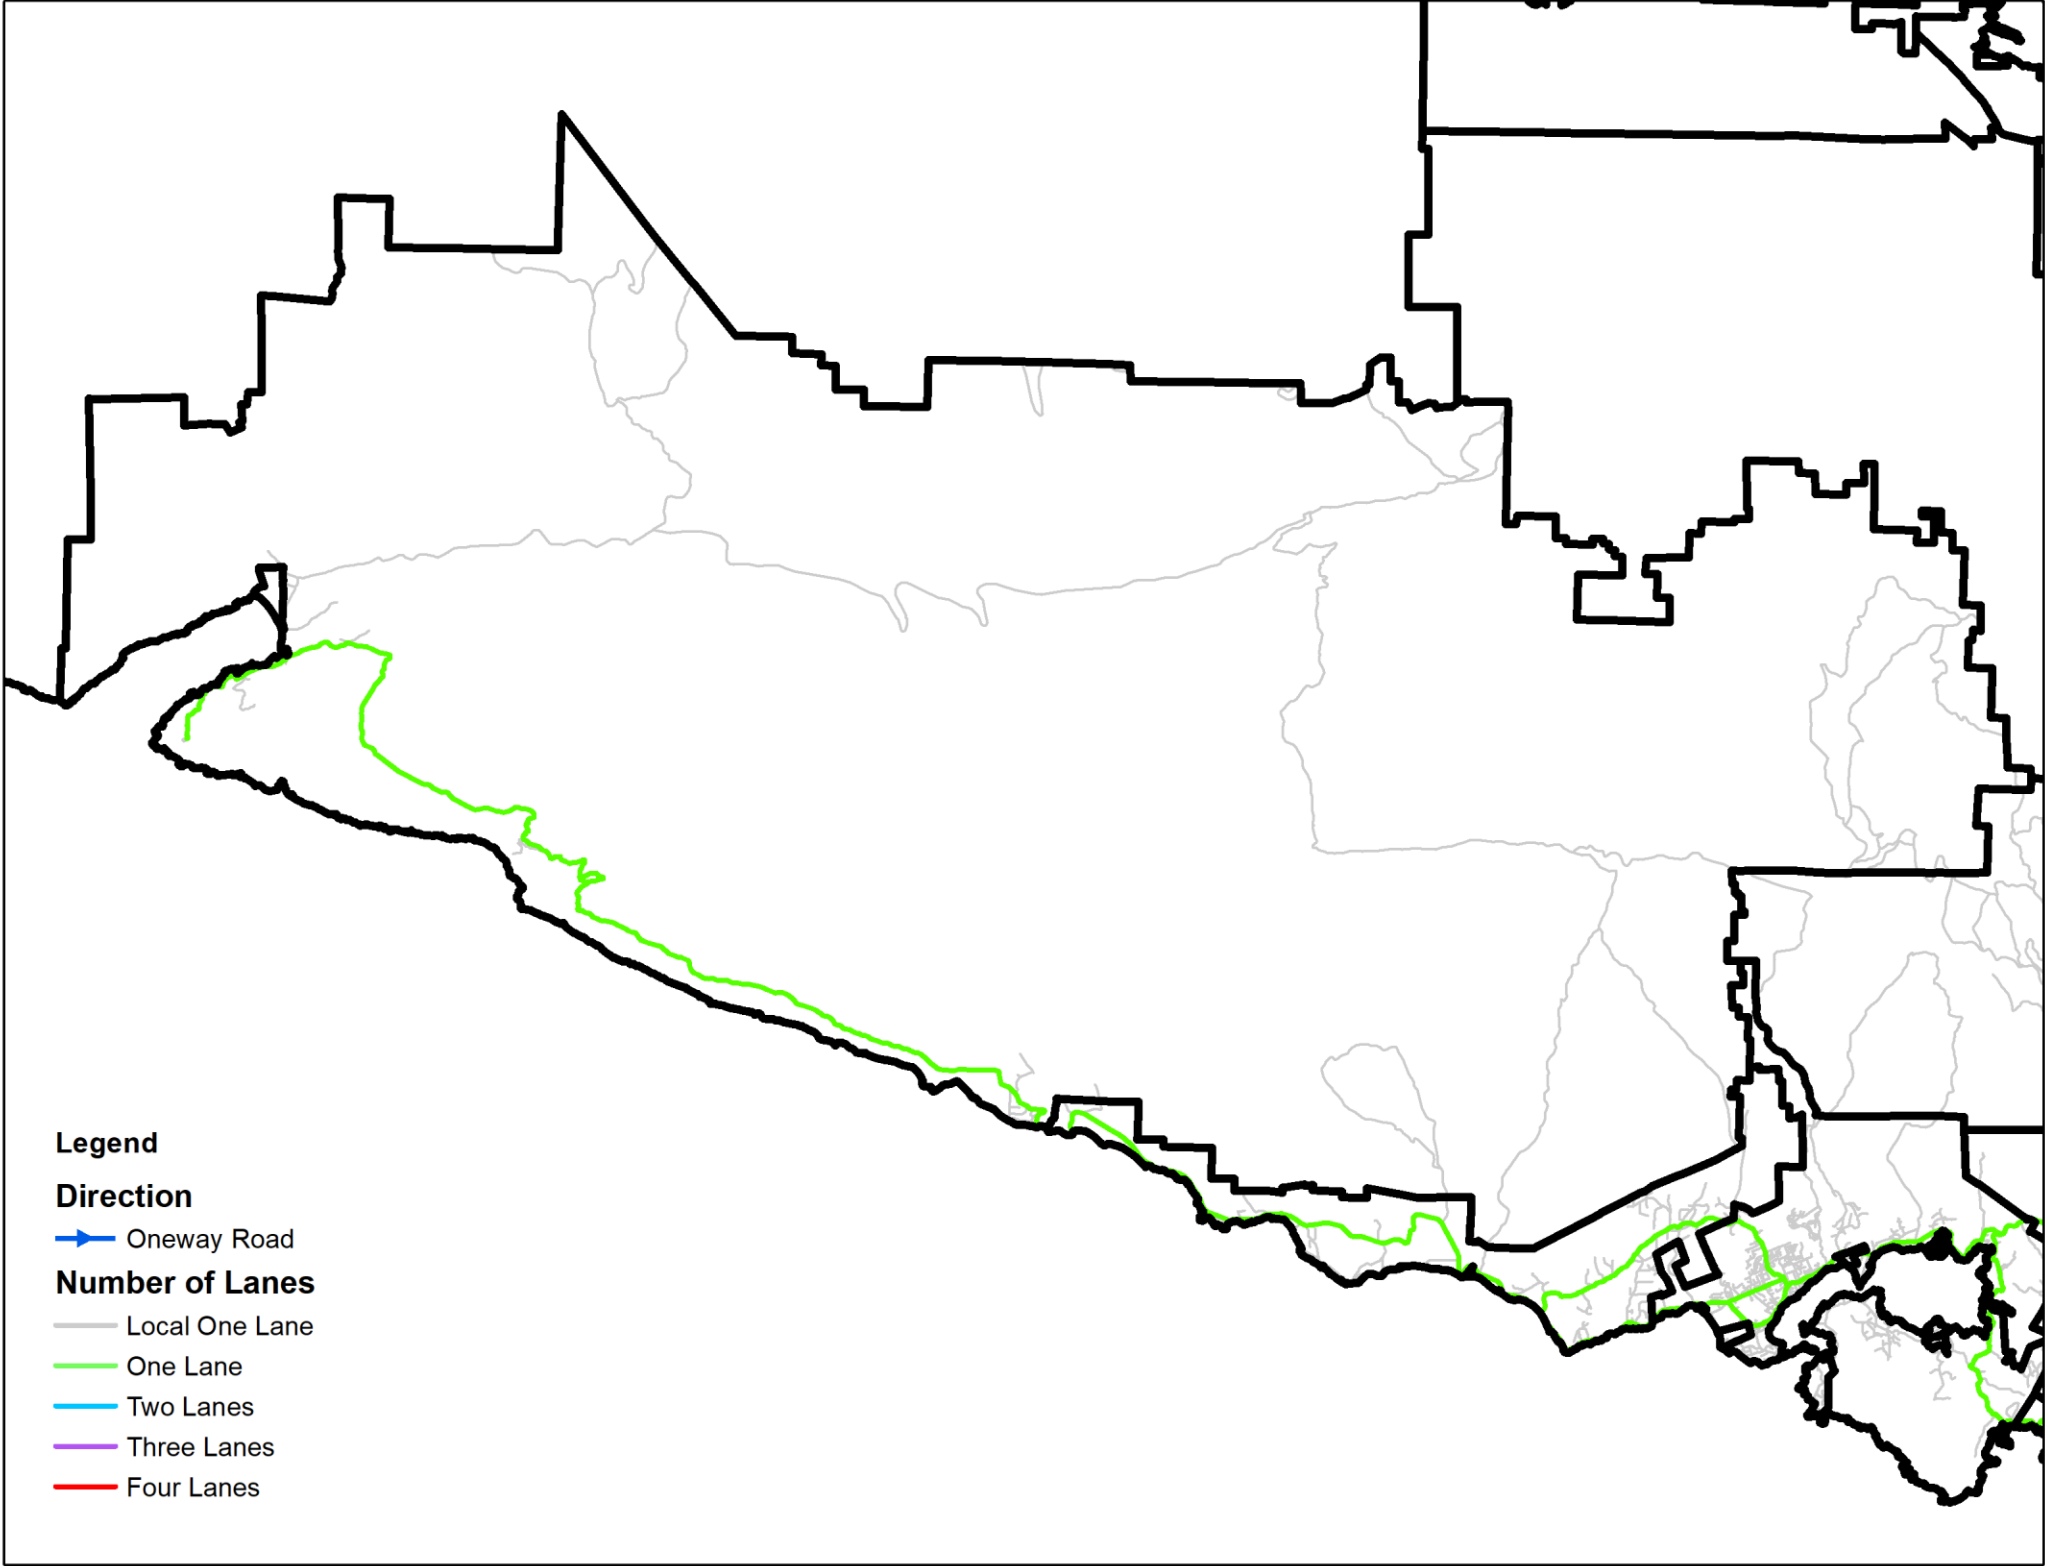 Legend
Direction
Oneway Road
Number of Lanes
Local One Lane
One Lane
Two Lanes
Three Lanes
Four Lanes